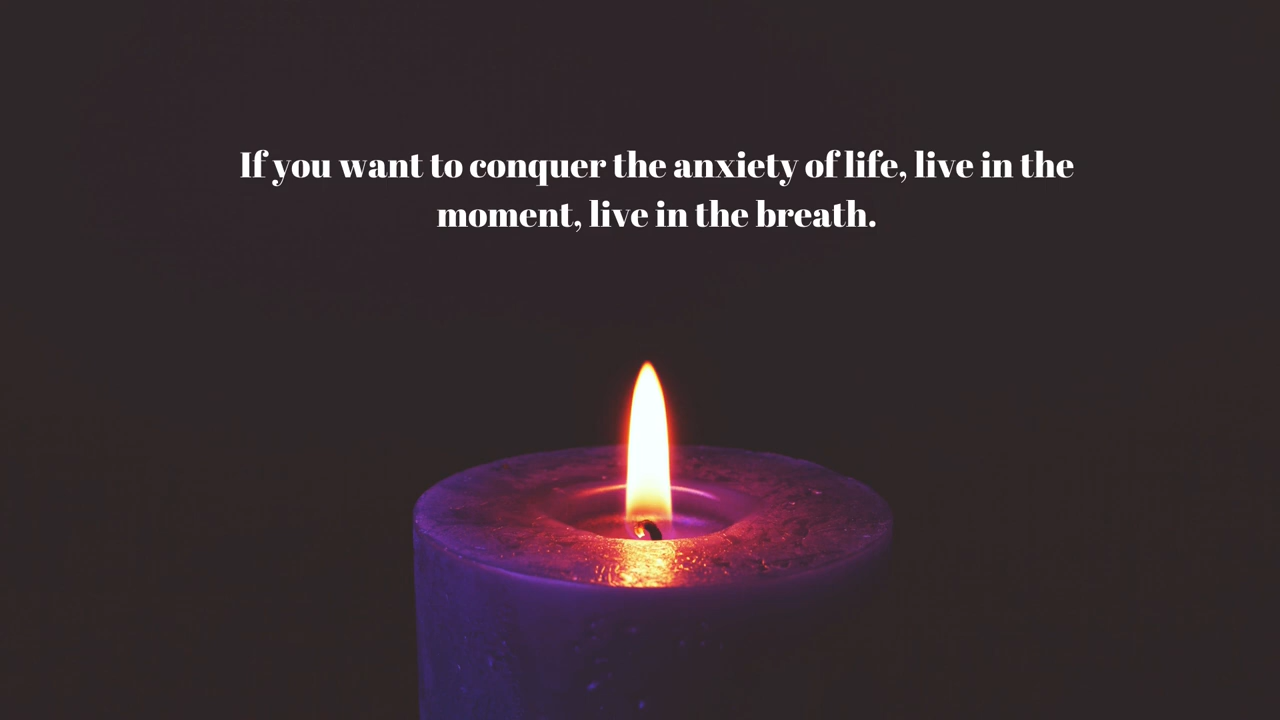 If you want to conquer the anxiety of life, live in the
moment, live in the breath.